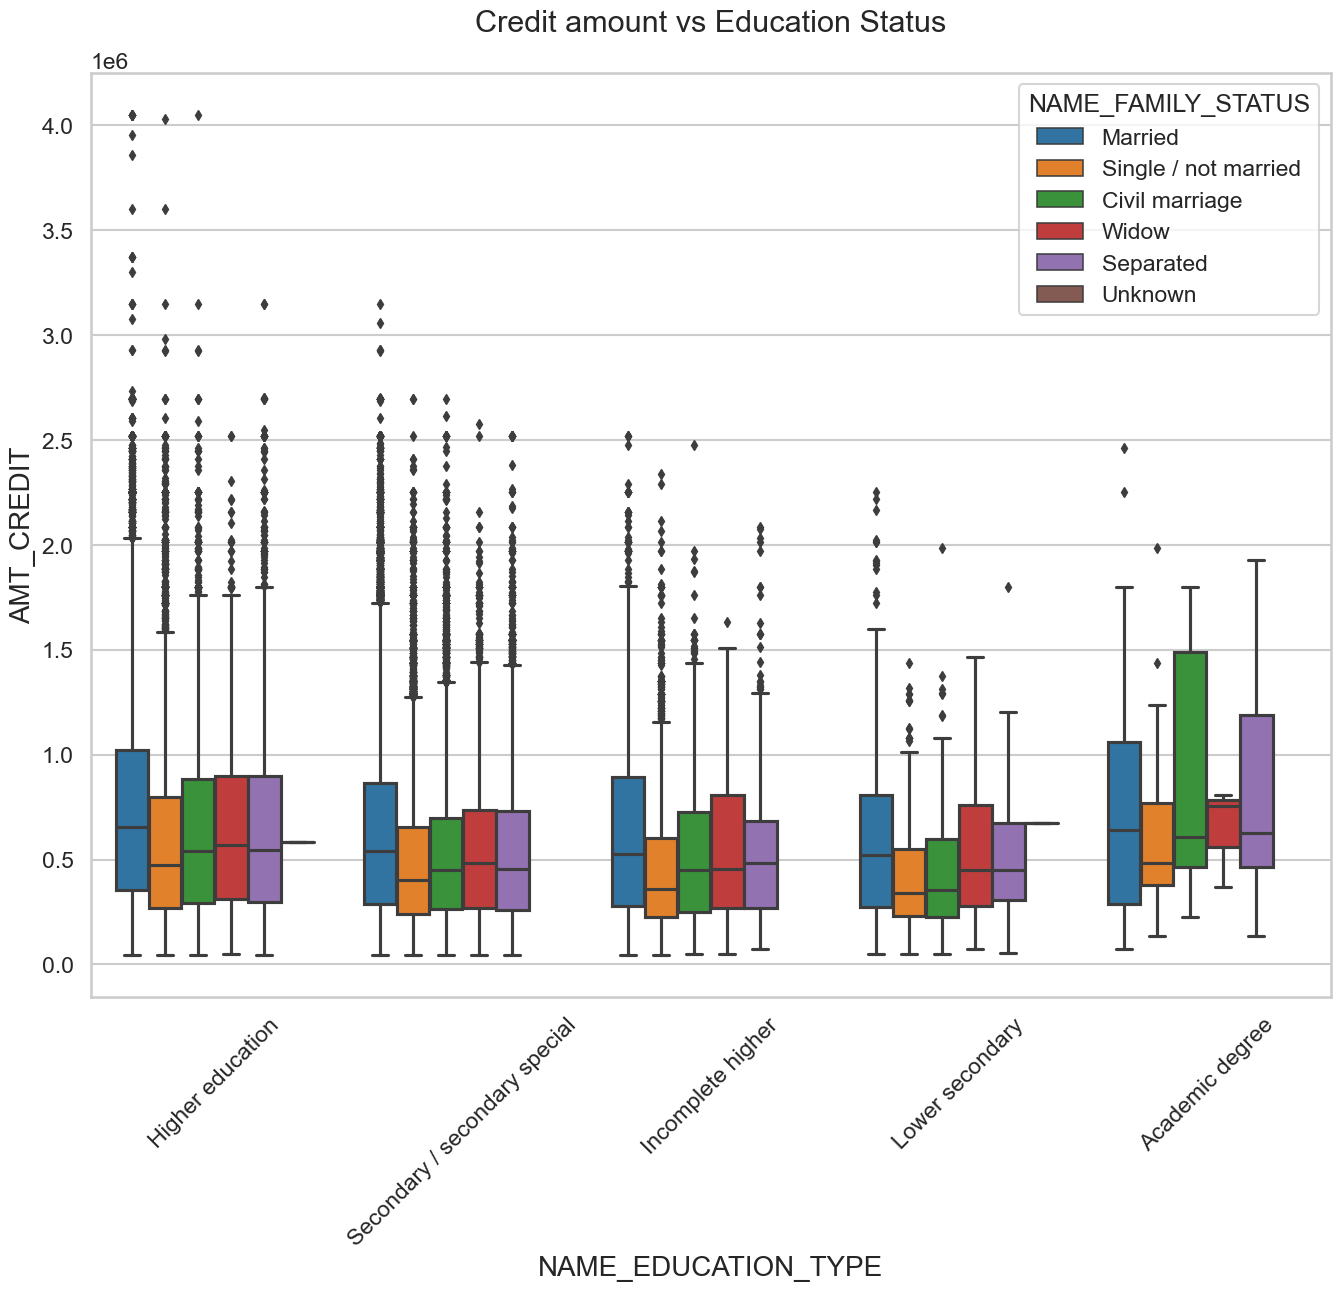 Credit amount vs Education Status
1e6
NAME_FAMILY_STATUS
Married
Single / not married
Civil marriage
Widow
Separated
Unknown
AMT_CREDIT
4.0
3.5
3.0
2.5
2.0
1.5
1.0
0.5
0.0
Higher education
Secondary / secondary special
Incomplete higher
Lower secondary
Academic degree
NAME_EDUCATION_TYPE